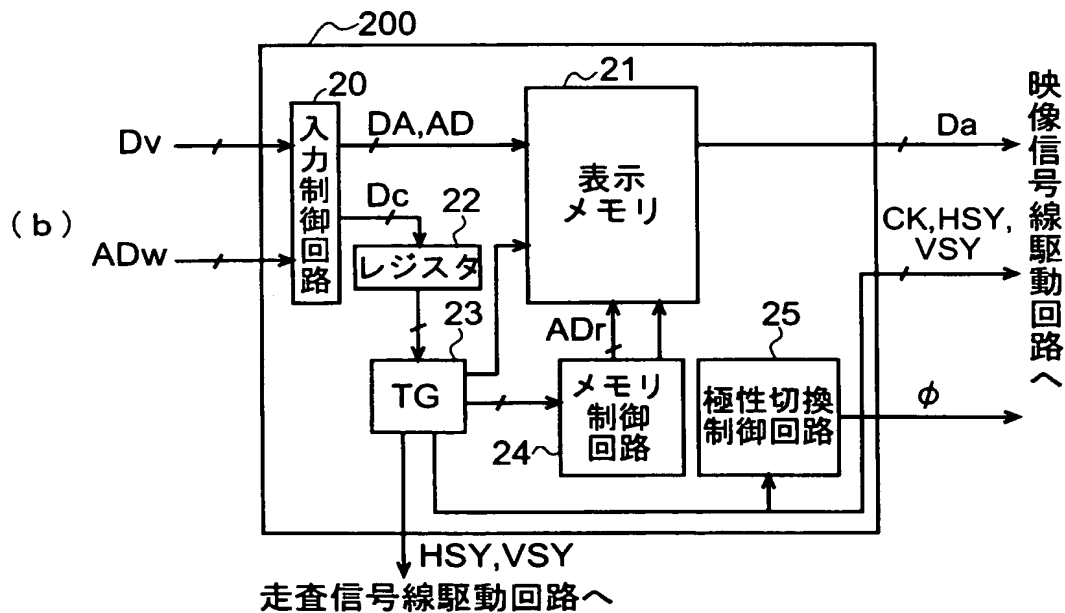 200
20
入力制御回路
21
Dv
DA,AD
表示
メモリ
Da
映像信号線駆動回路へ
(b)
Dc
22
レジスタ
CK,HSY,
VSY
ADw
23
TG
ADr
メモリ
制御
回路
24
25
極性切換
制御回路
ϕ
HSY,VSY
走査信号線駆動回路へ